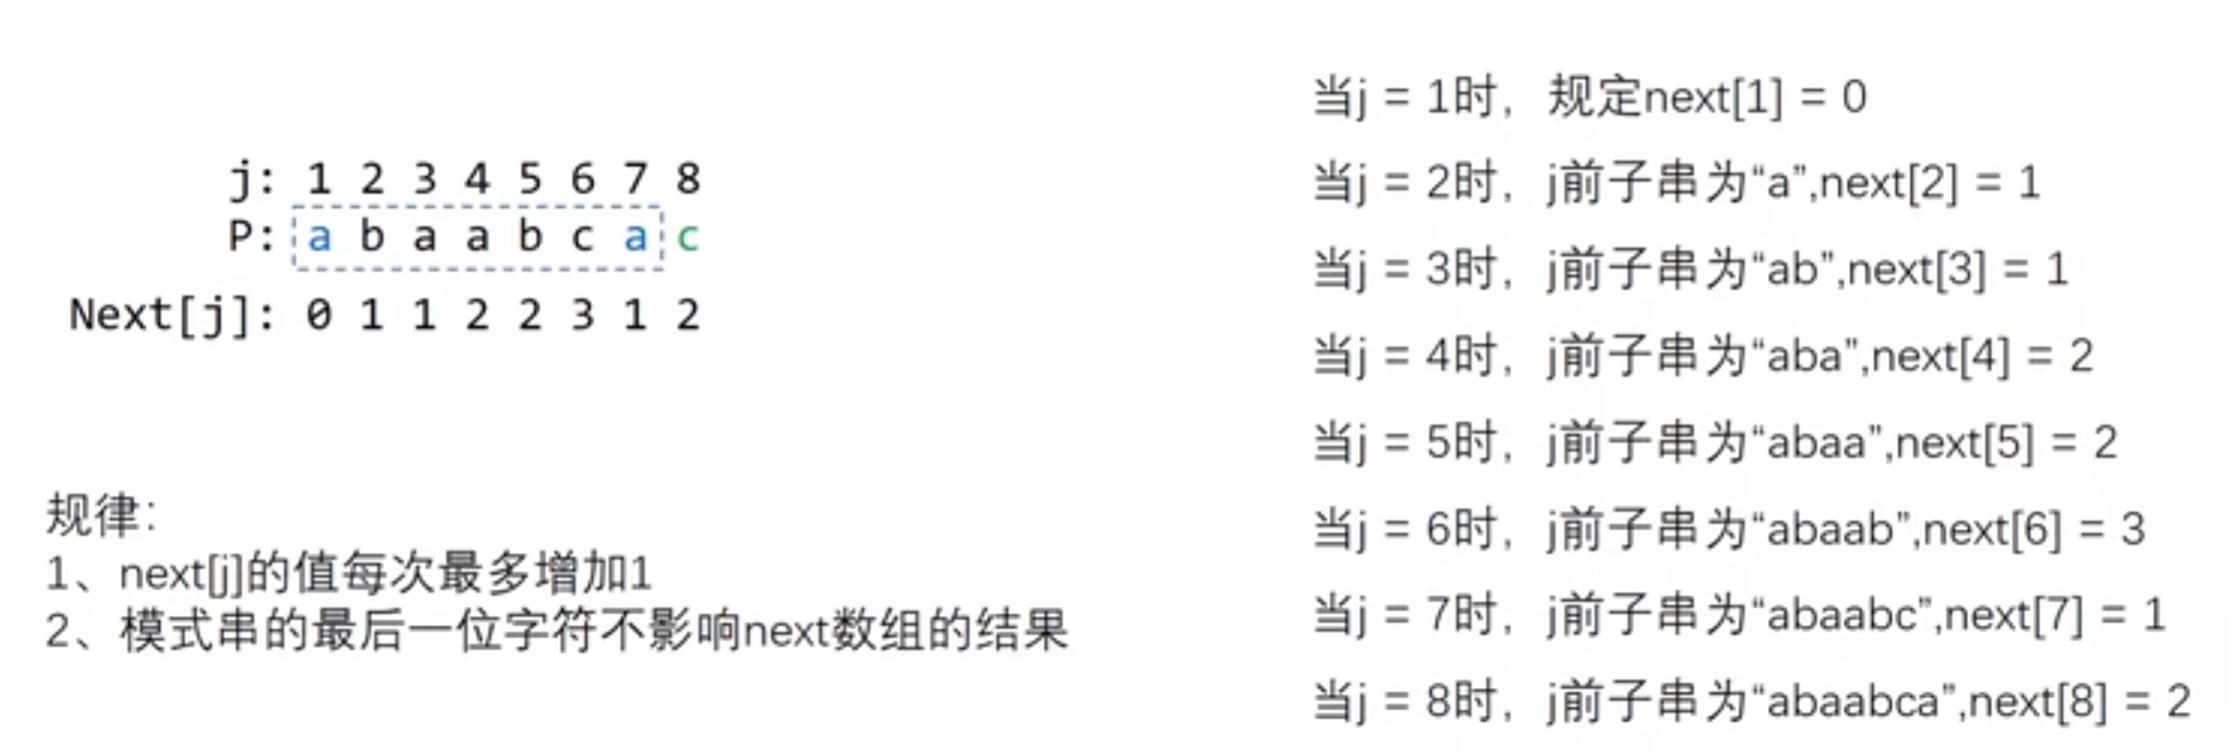 j: 1 2 3 4 5 6 7 8
P: a b a a b c a c
Next[j]: 0 1 1 2 2 3 1 2
规律：
1、next[j]的值每次最多增加1
2、模式串的最后一位字符不影响next数组的结果
当j = 1时，规定next[1] = 0
当j = 2时，j前子串为“a”,next[2] = 1
当j = 3时，j前子串为“ab”,next[3] = 1
当j = 4时，j前子串为“aba”,next[4] = 2
当j = 5时，j前子串为“abaa”,next[5] = 2
当j = 6时，j前子串为“abaab”,next[6] = 3
当j = 7时，j前子串为“abaabc”,next[7] = 1
当j = 8时，j前子串为“abaabca”,next[8] = 2